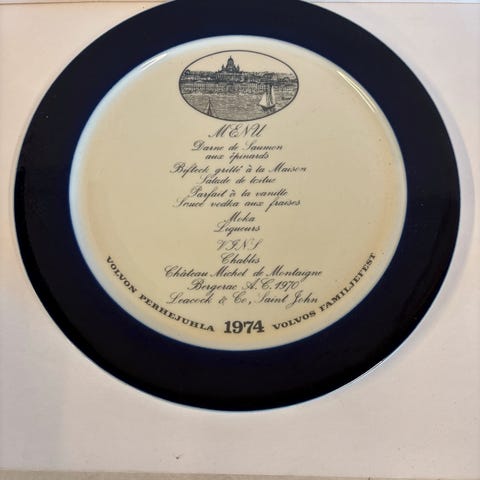 MENU
Darne de Saumon
aux épinards
Bifteck grillé à la Maison
Salade de
Parfait à la vanille
Sauce vodka aux fraises
Moka
Liqueurs
VINS
Chablis
Château Michel de Montaigne
Bergerac A.C.1970
Leacock & Co, Saint John
VOLVON PERHEJUHLA 1974 VOLVOS FAMILJEFEST